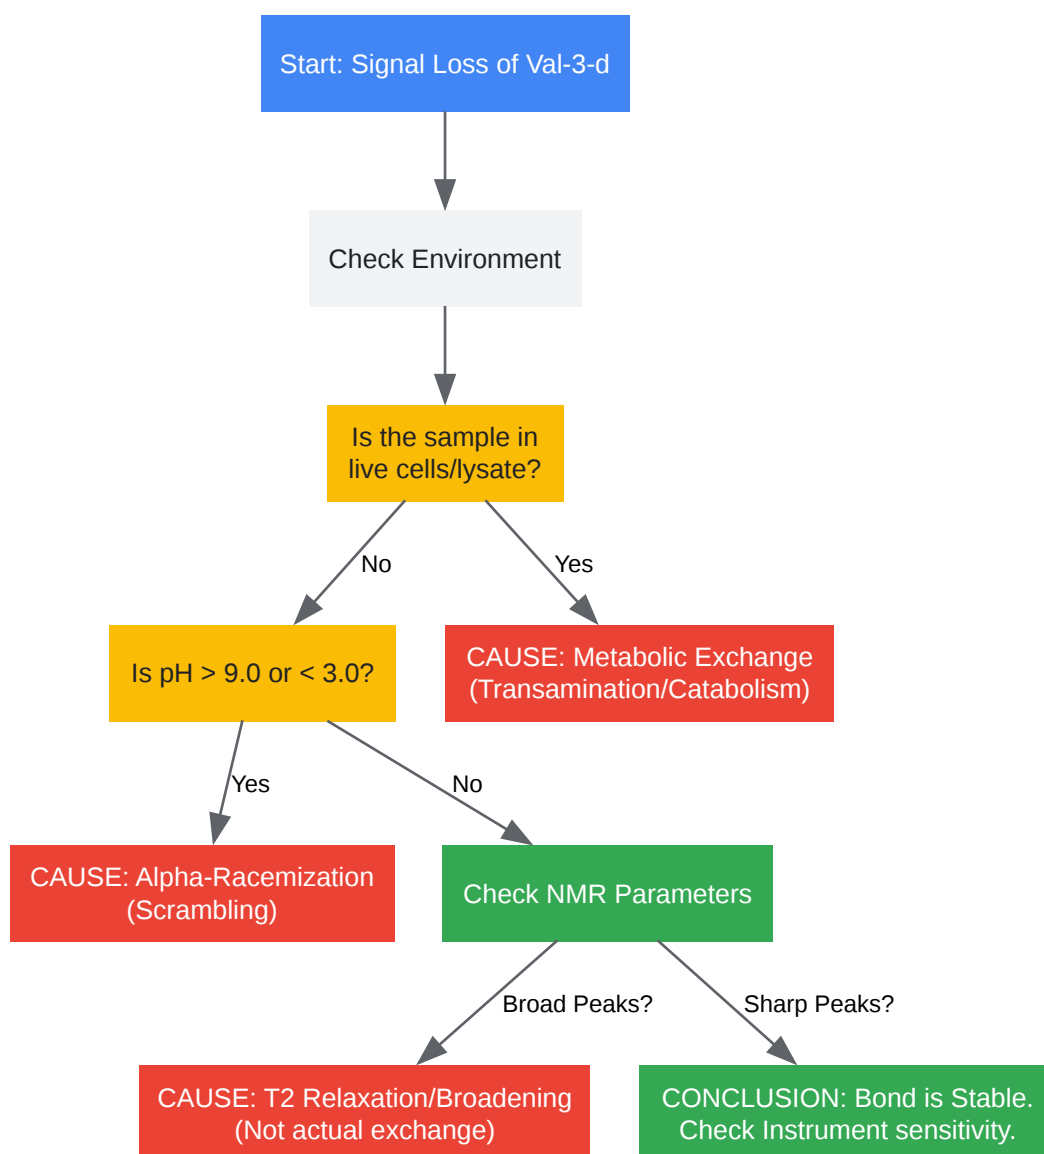 Start: Signal Loss of Val-3-d
Check Environment
Is the sample in
live cells/lysate?
No
Yes
Is pH > 9.0 or < 3.0?
CAUSE: Metabolic Exchange
(Transamination/Catabolism)
Yes
No
CAUSE: Alpha-Racemization
(Scrambling)
Check NMR Parameters
Broad Peaks?
Sharp Peaks?
CAUSE: T2 Relaxation/Broadening
(Not actual exchange)
CONCLUSION: Bond is Stable.
Check Instrument sensitivity.